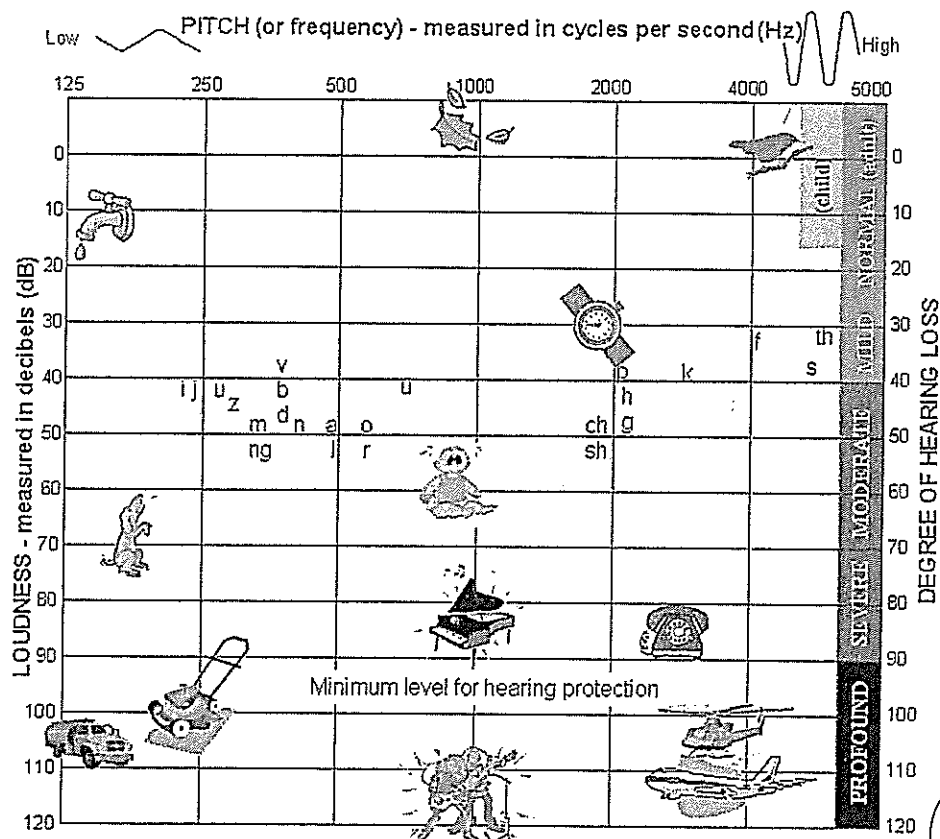 PITCH (or frequency) - measured in cycles per second (Hz)
Low
High
125 250 500 1000 2000 4000 5000
0 0
10 10
20 20
30 30
40 40
50 50
60 60
70 70
80 80
90 90
100 100
110 110
120 120
LOUDNESS - measured in decibels (dB)
DEGREE OF HEARING LOSS
NORMAL (adult)
(child)
MILD
MODERATE
SEVERE
PROFOUND
f th
v p k s
i j u b u h
z d
m n a o ch g
ng r sh
Minimum level for hearing protection